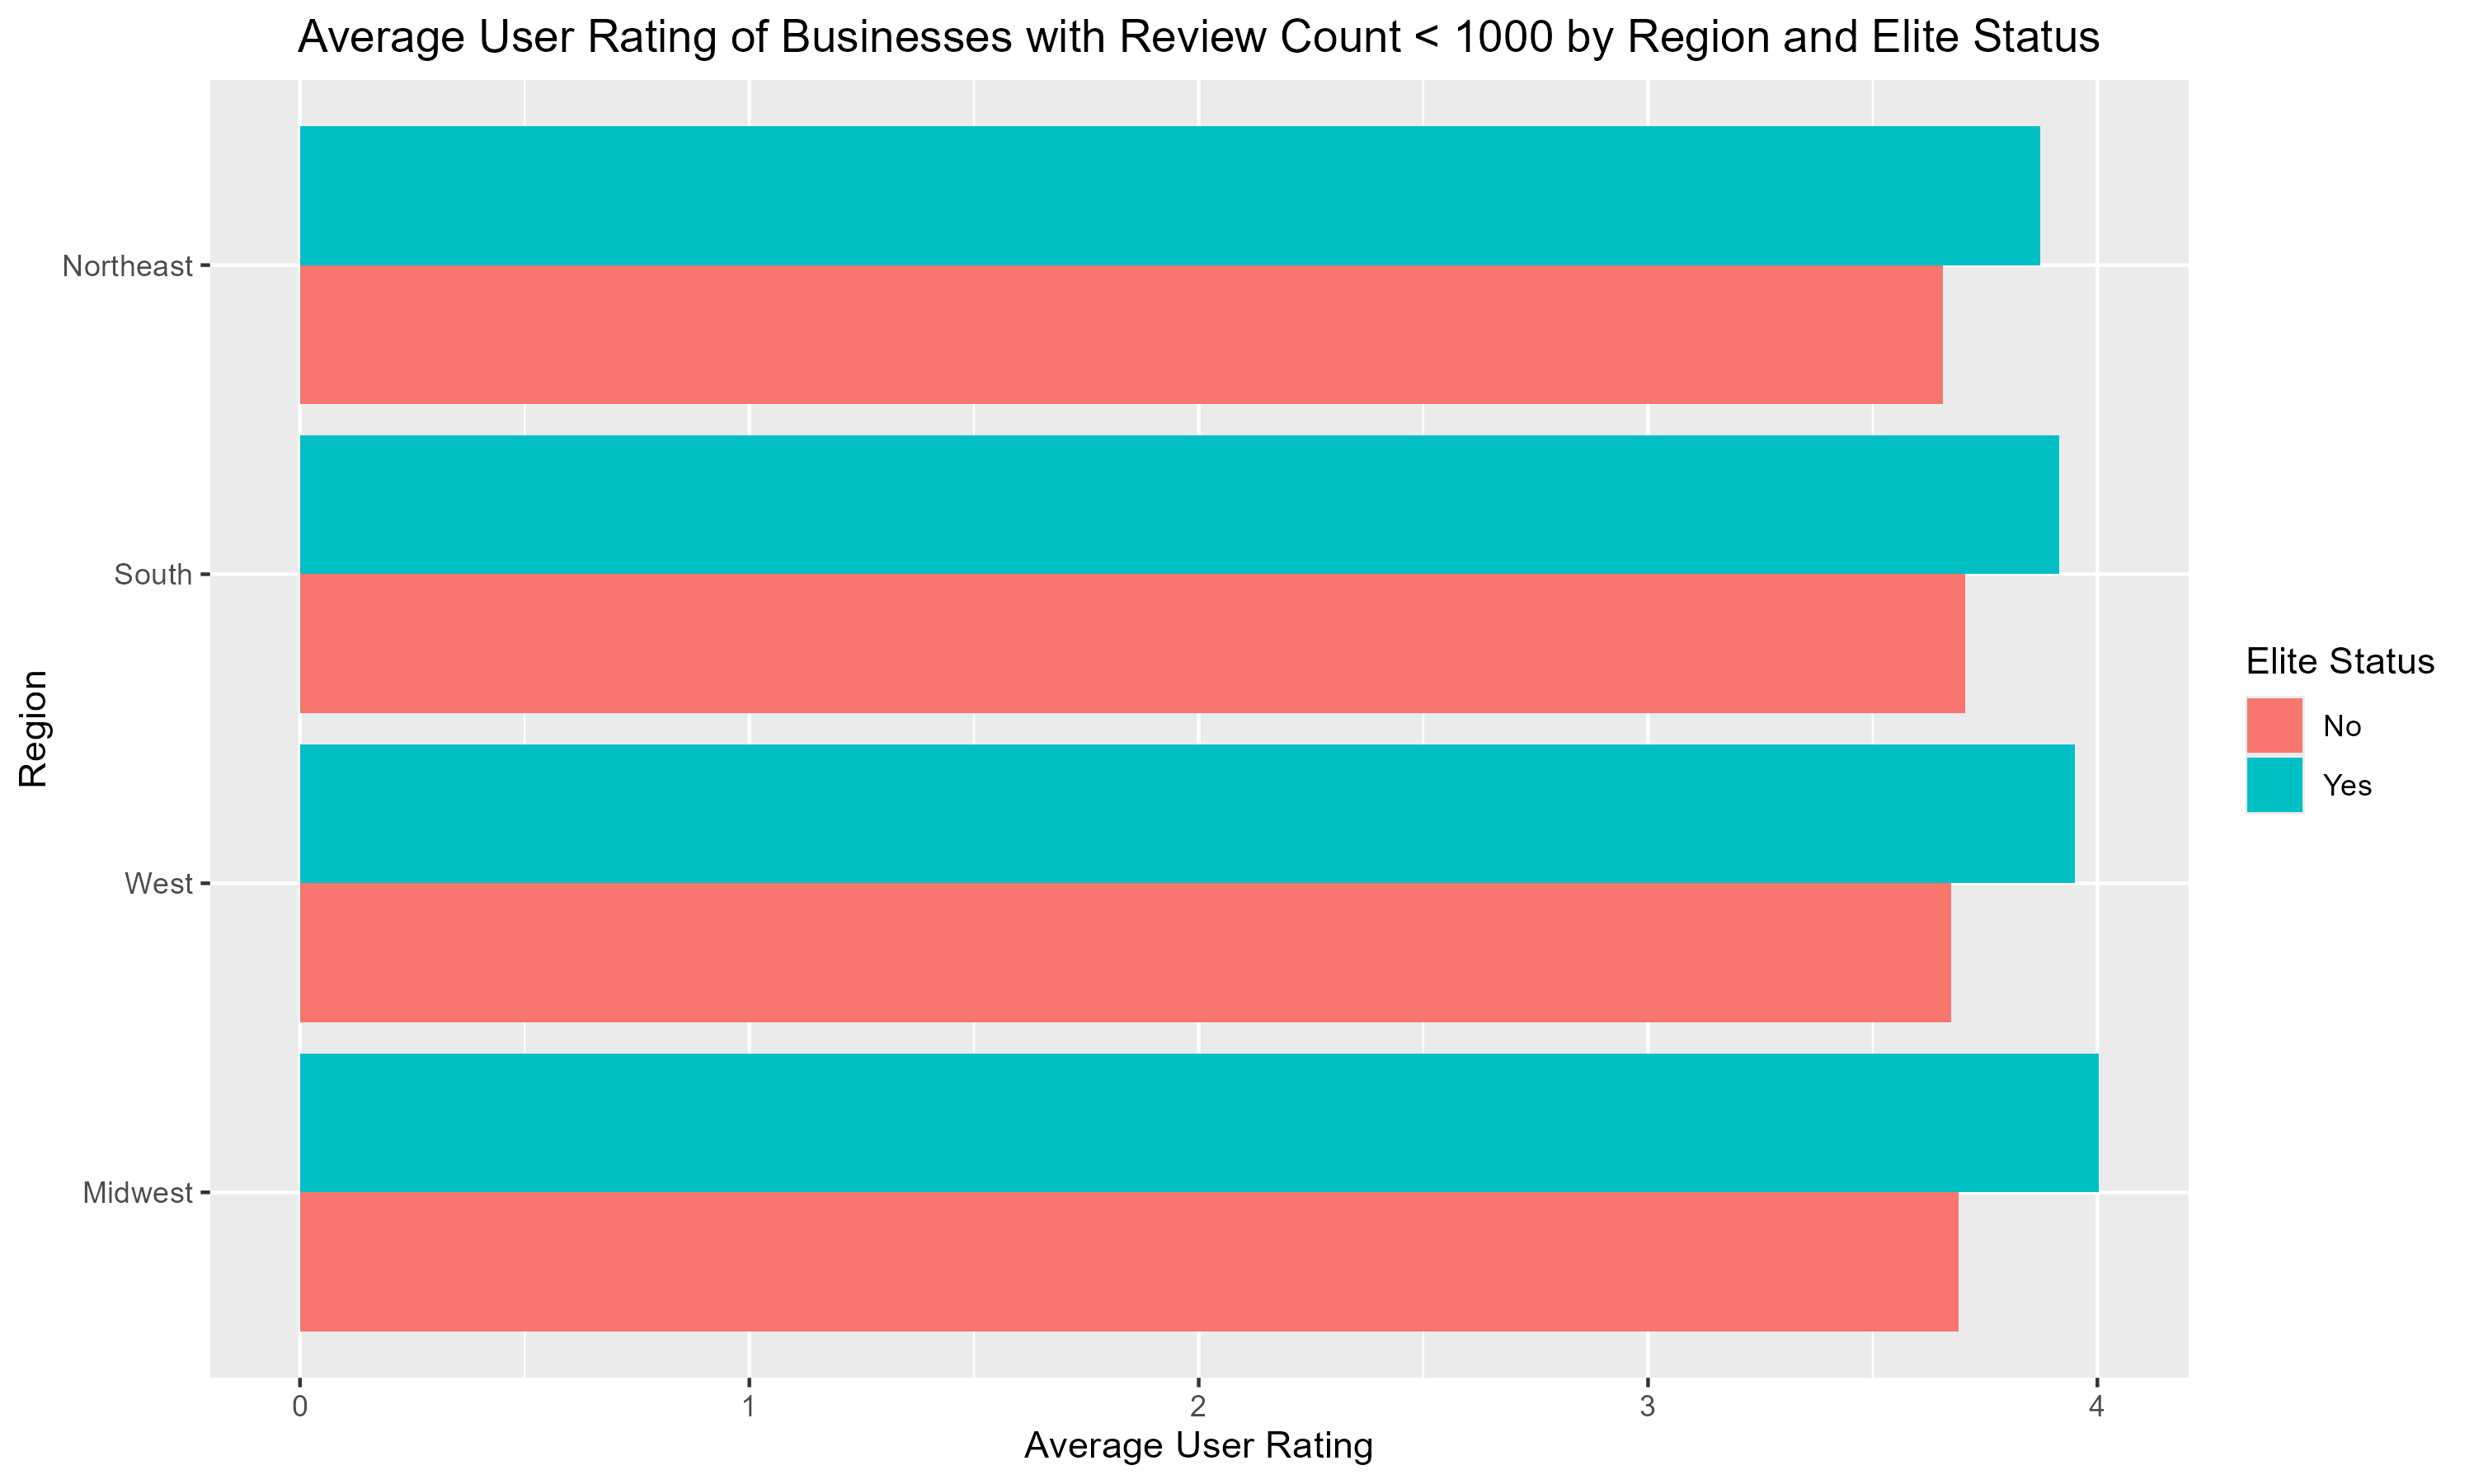 Average User Rating of Businesses with Review Count < 1000 by Region and Elite Status
Region
Northeast
South
West
Midwest
0 1 2 3 4
Average User Rating
Elite Status
No
Yes